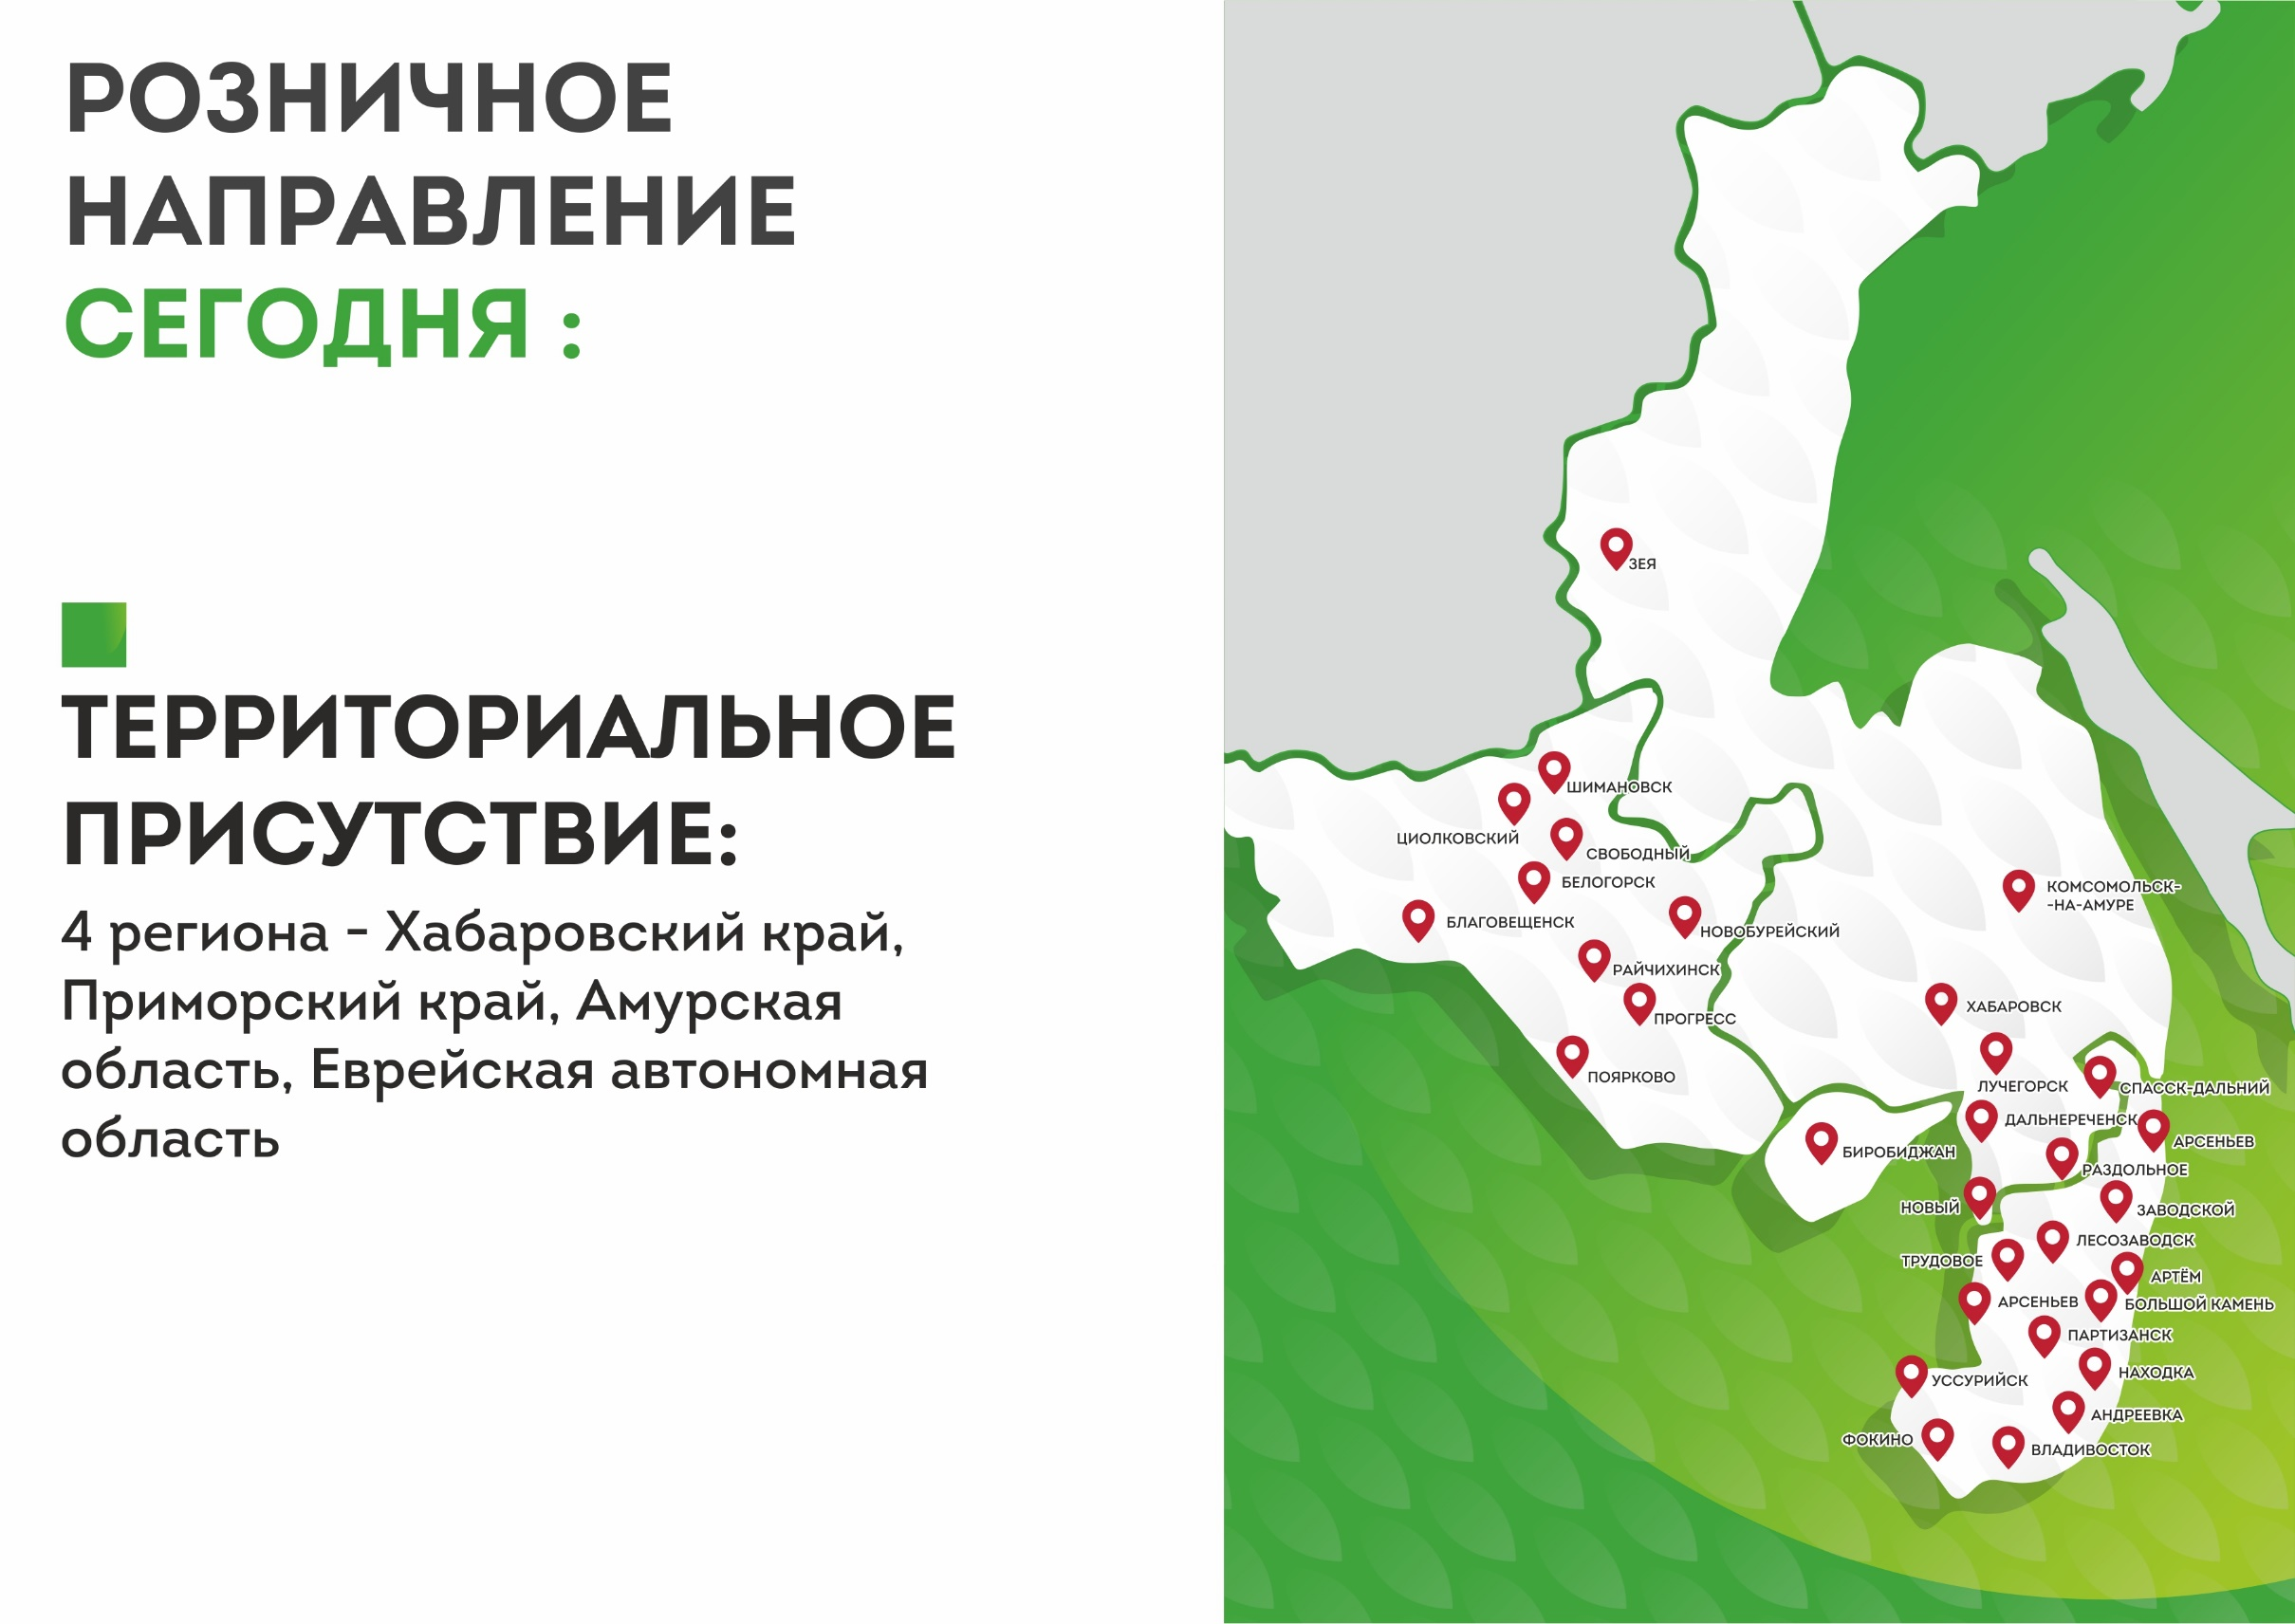 РОЗНИЧНОЕ
НАПРАВЛЕНИЕ
СЕГОДНЯ :
ТЕРРИТОРИАЛЬНОЕ
ПРИСУТСТВИЕ:
4 региона - Хабаровский край,
Приморский край, Амурская
область, Еврейская автономная
область
ЗЕЯ
ШИМАНОВСК
ЦИОЛКОВСКИЙ
СВОБОДНЫЙ
БЕЛОГОРСК
БЛАГОВЕЩЕНСК
НОВОБУРЕЙСКИЙ
РАЙЧИХИНСК
ПРОГРЕСС
ПОЯРКОВО
КОМСОМОЛЬСК-
-НА-АМУРЕ
ХАБАРОВСК
ЛУЧЕГОРСК
СПАССК-ДАЛЬНИЙ
ДАЛЬНЕРЕЧЕНСК
АРСЕНЬЕВ
БИРОБИДЖАН
РАЗДОЛЬНОЕ
НОВЫЙ
ЗАВОДСКОЙ
ЛЕСОЗАВОДСК
ТРУДОВОЕ
АРТЁМ
АРСЕНЬЕВ
БОЛЬШОЙ КАМЕНЬ
ПАРТИЗАНСК
НАХОДКА
УССУРИЙСК
АНДРЕЕВКА
ФОКИНО
ВЛАДИВОСТОК